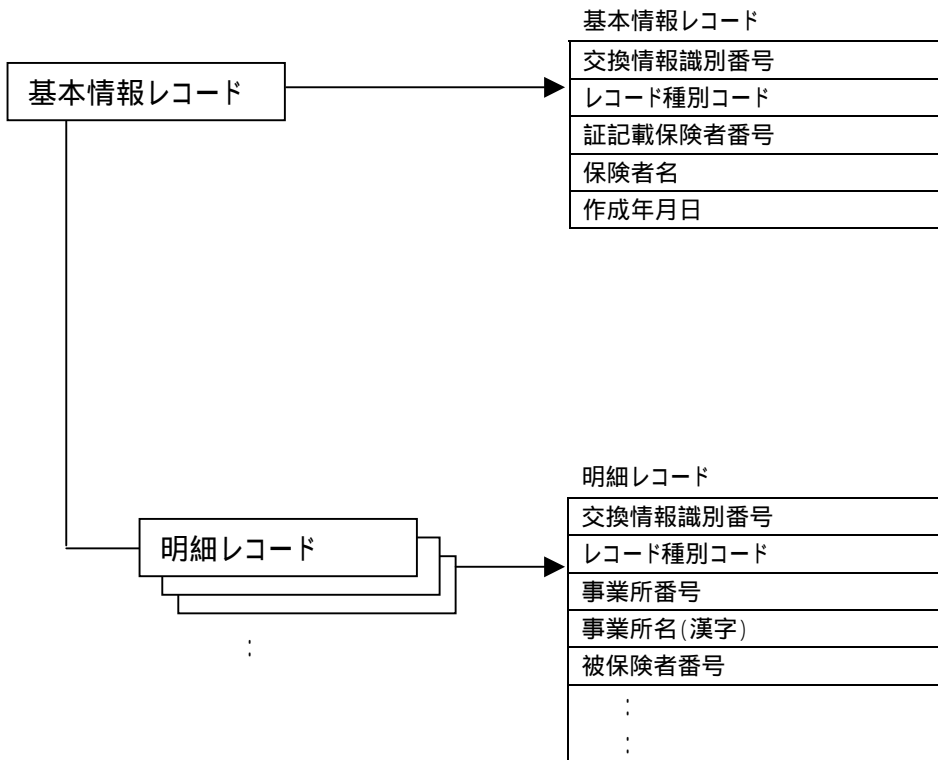 基本情報レコード
基本情報レコード
交換情報識別番号
レコード種別コード
証記載保険者番号
保険者名
作成年月日
明細レコード
明細レコード
交換情報識別番号
レコード種別コード
事業所番号
事業所名(漢字)
被保険者番号
:
:
: